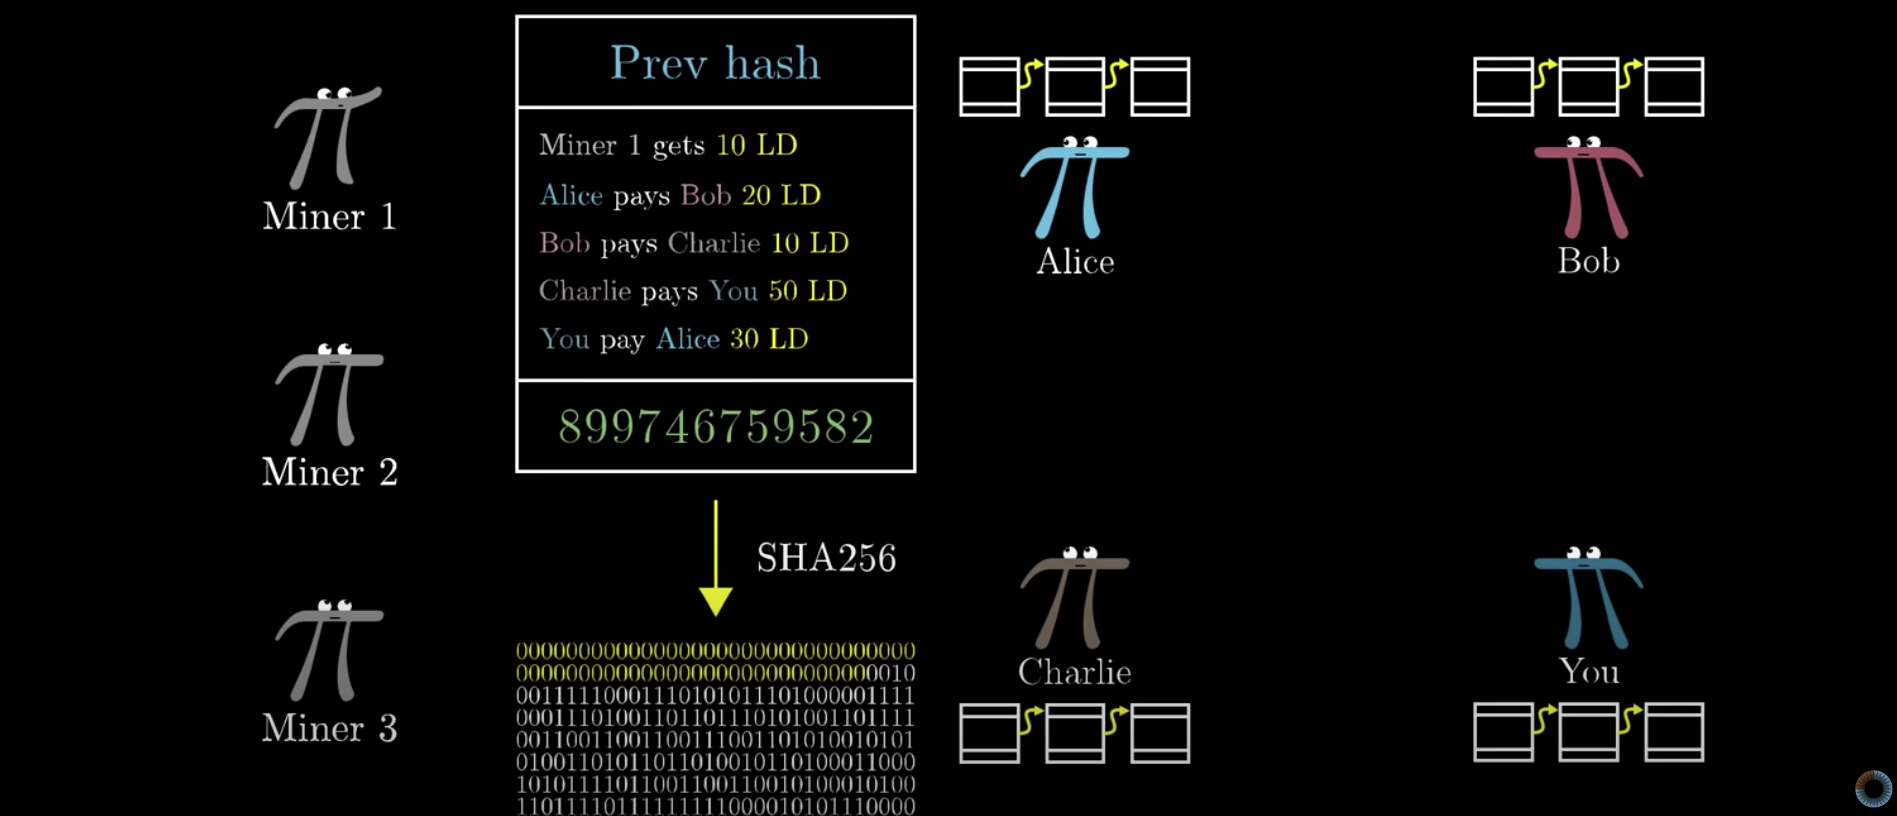 Prev hash
Miner 1 gets 10 LD
Alice pays Bob 20 LD
Bob pays Charlie 10 LD
Charlie pays You 50 LD
You pay Alice 30 LD
899746759582
SHA256
00000000000000000000000000000000
00000000000000000000000000000010
00111110001110101011101000001111
00011101001101101110101001101111
00110011001100111001101010010101
01001101011011010010110100011000
10101111011001100110010100010100
11011110111111111000010101110000
Miner 1
Miner 2
Miner 3
Alice
Bob
Charlie
You